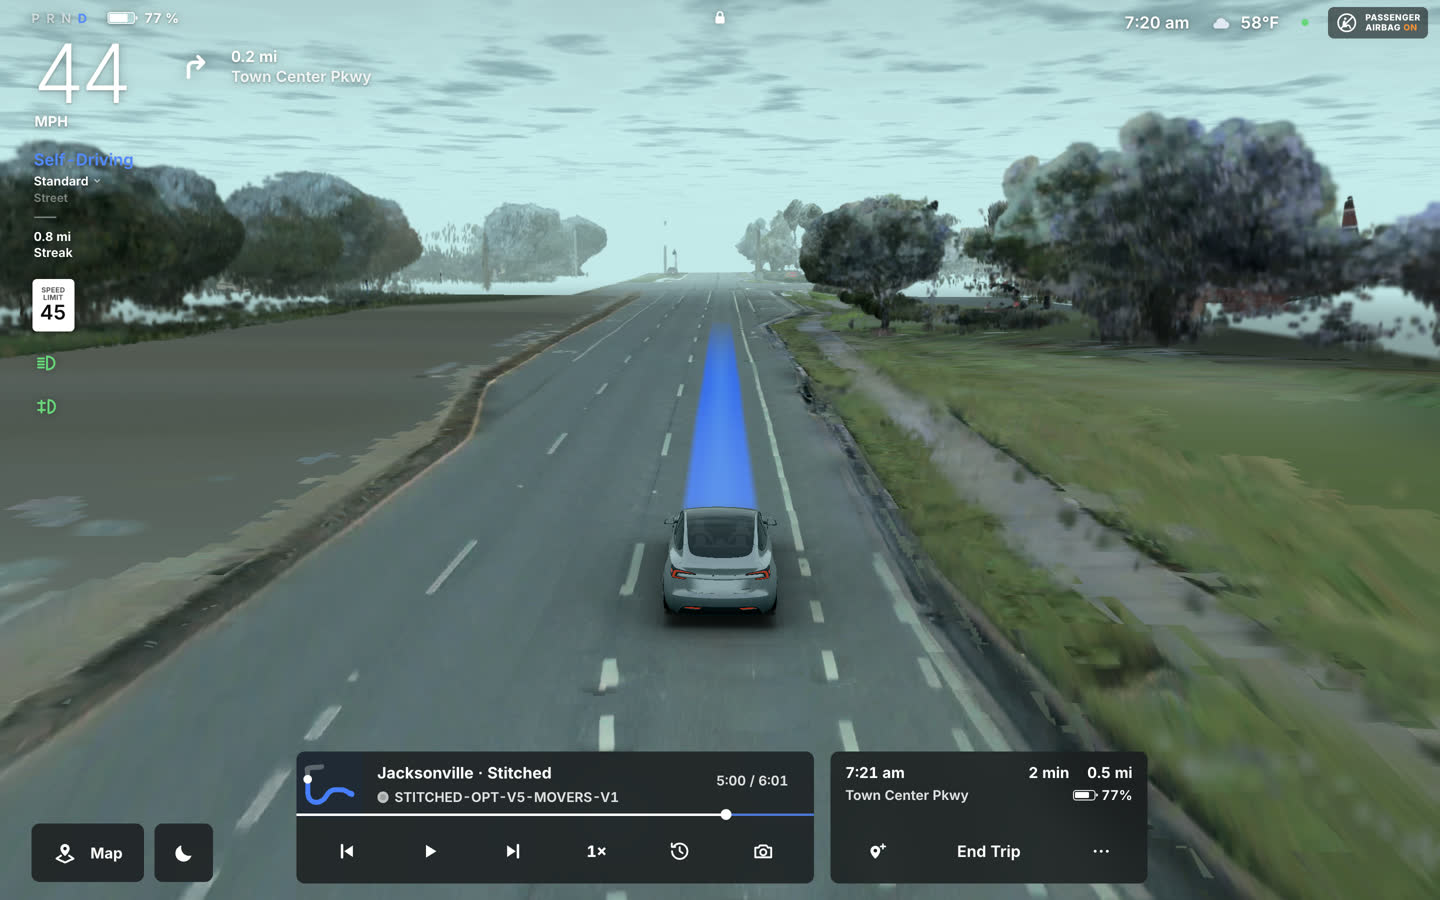 P R N D 77 %
7:20 am 58°F
PASSENGER
AIRBAG ON
44
MPH
0.2 mi
Town Center Pkwy
Self-Driving
Standard
Street
0.8 mi
Streak
SPEED
LIMIT
45
Jacksonville · Stitched
5:00 / 6:01
STITCHED-OPT-V5-MOVERS-V1
1×
7:21 am 2 min 0.5 mi
Town Center Pkwy 77%
End Trip
Map